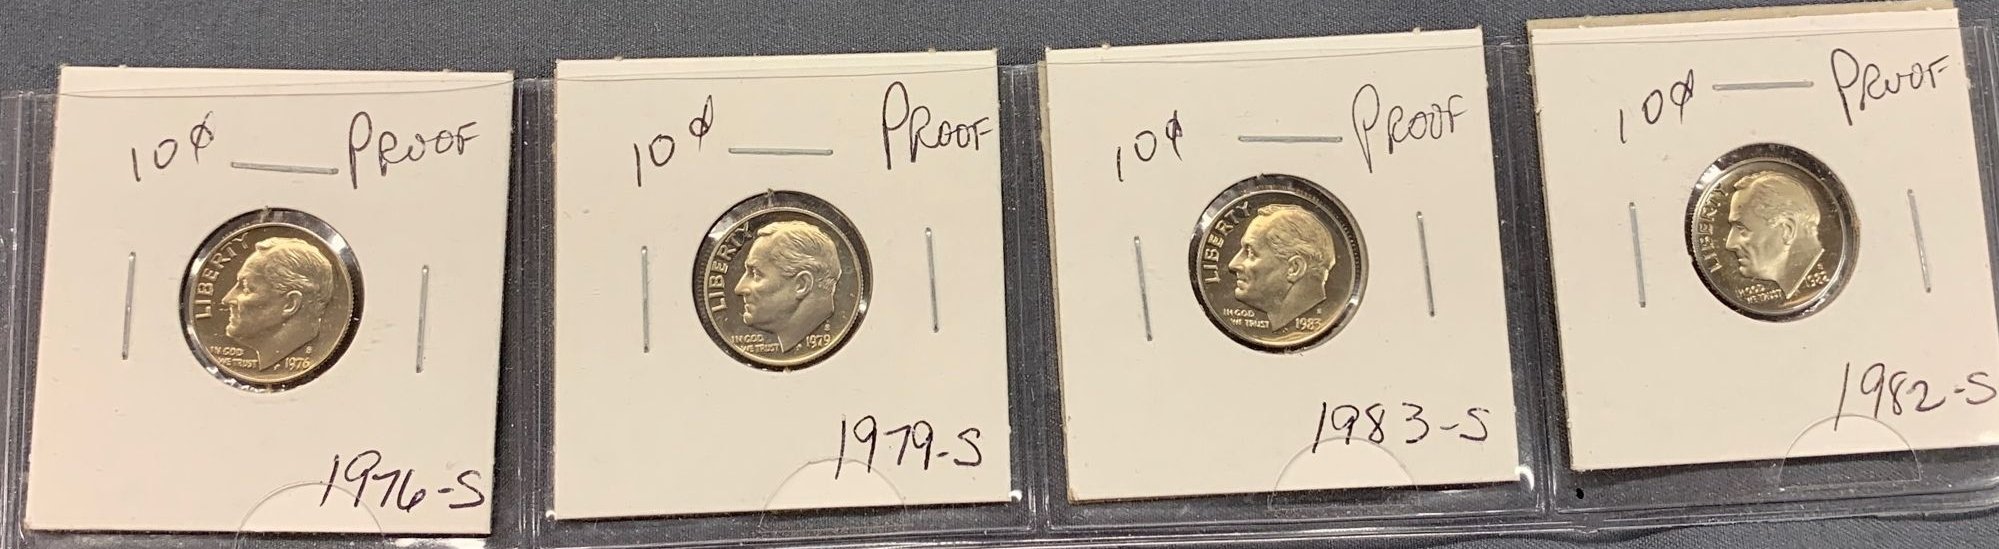 10¢ PROOF
LIBERTY
IN GOD
WE TRUST
1976
S
1976-S
10¢ PROOF
LIBERTY
IN GOD
WE TRUST
1979
S
1979-S
10¢ PROOF
LIBERTY
IN GOD
WE TRUST
1983
S
1983-S
10¢ PROOF
LIBERTY
IN GOD
WE TRUST
1982
S
1982-S